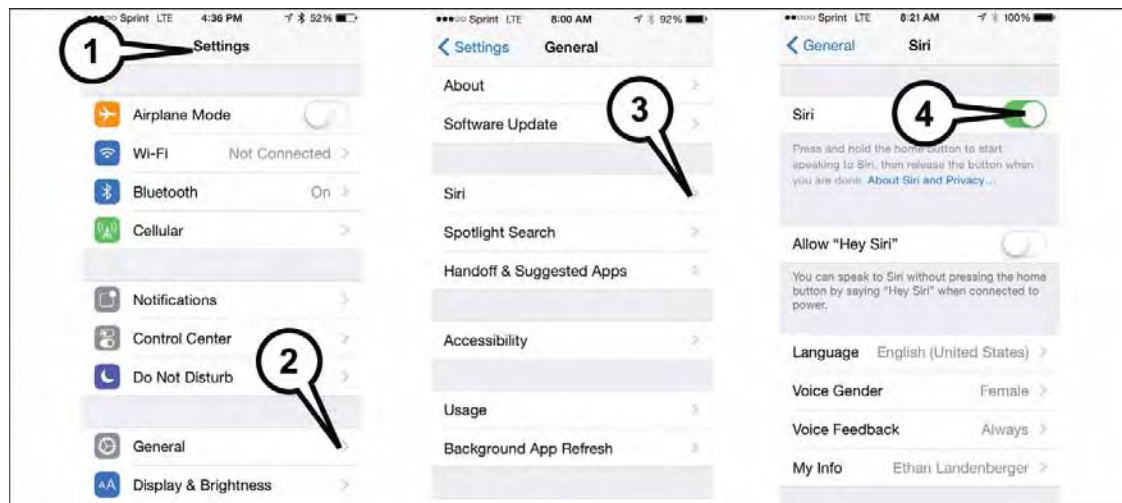 Sprint LTE 4:36 PM 52%
1
Settings
Airplane Mode
Wi-Fi Not Connected
Bluetooth On
Cellular
Notifications
Control Center
Do Not Disturb
2
General
AA Display & Brightness
Sprint LTE 8:00 AM 92%
Settings General
About
3
Software Update
Siri
Spotlight Search
Handoff & Suggested Apps
Accessibility
Usage
Background App Refresh
Sprint LTE 8:21 AM 100%
General Siri
Siri
4
Press and hold the home button to start
speaking to Siri, then release the button when
you are done. About Siri and Privacy...
Allow “Hey Siri”
You can speak to Siri without pressing the home
button by saying “Hey Siri” when connected to
power.
Language English (United States)
Voice Gender Female
Voice Feedback Always
My Info Ethan Landenberger